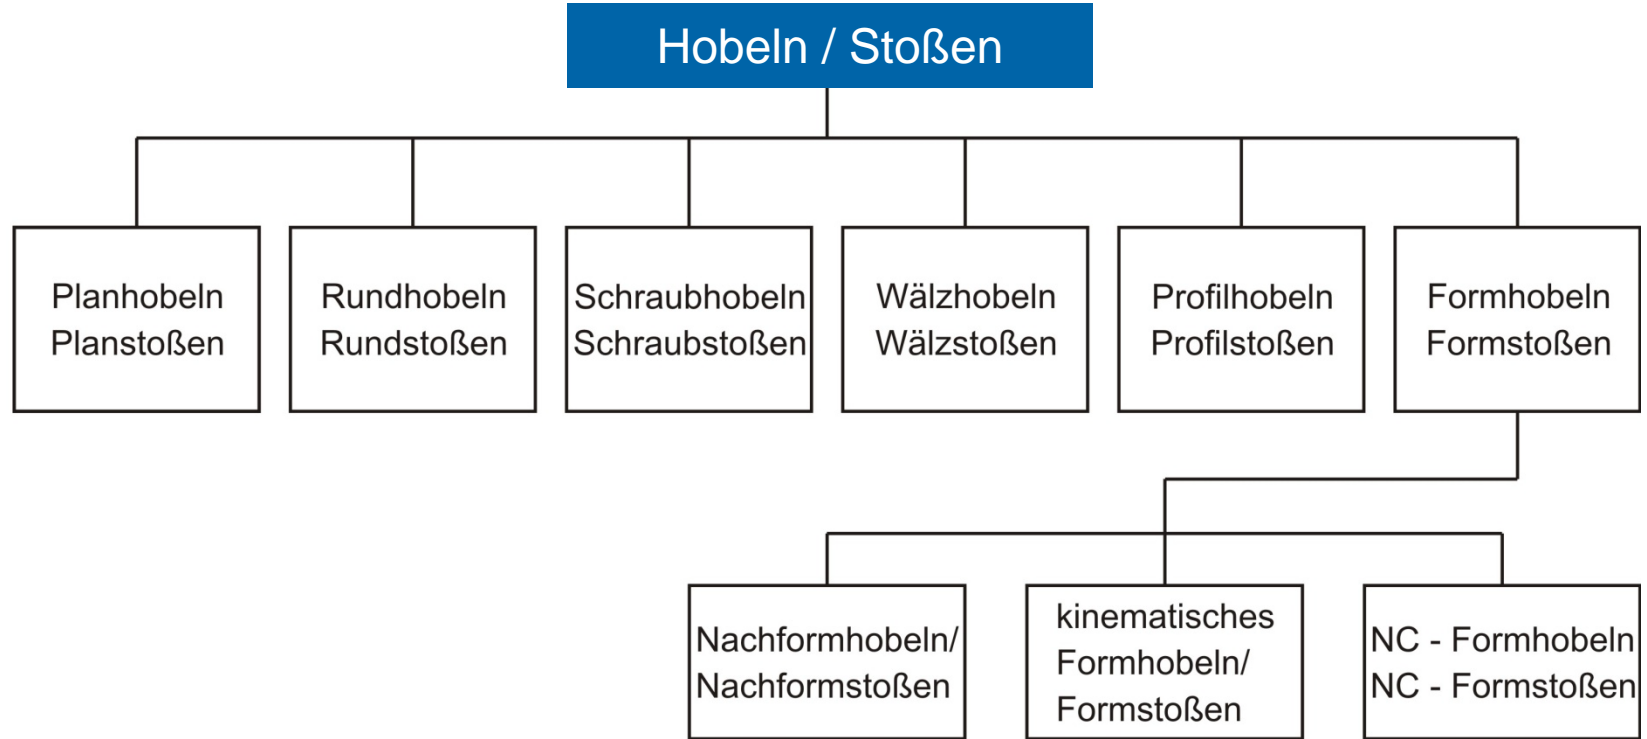 Hobeln / Stoßen
Planhobeln
Planstoßen
Rundhobeln
Rundstoßen
Schraubhobeln
Schraubstoßen
Wälzhobeln
Wälzstoßen
Profilhobeln
Profilstoßen
Formhobeln
Formstoßen
Nachformhobeln/
Nachformstoßen
kinematisches
Formhobeln/
Formstoßen
NC - Formhobeln
NC - Formstoßen